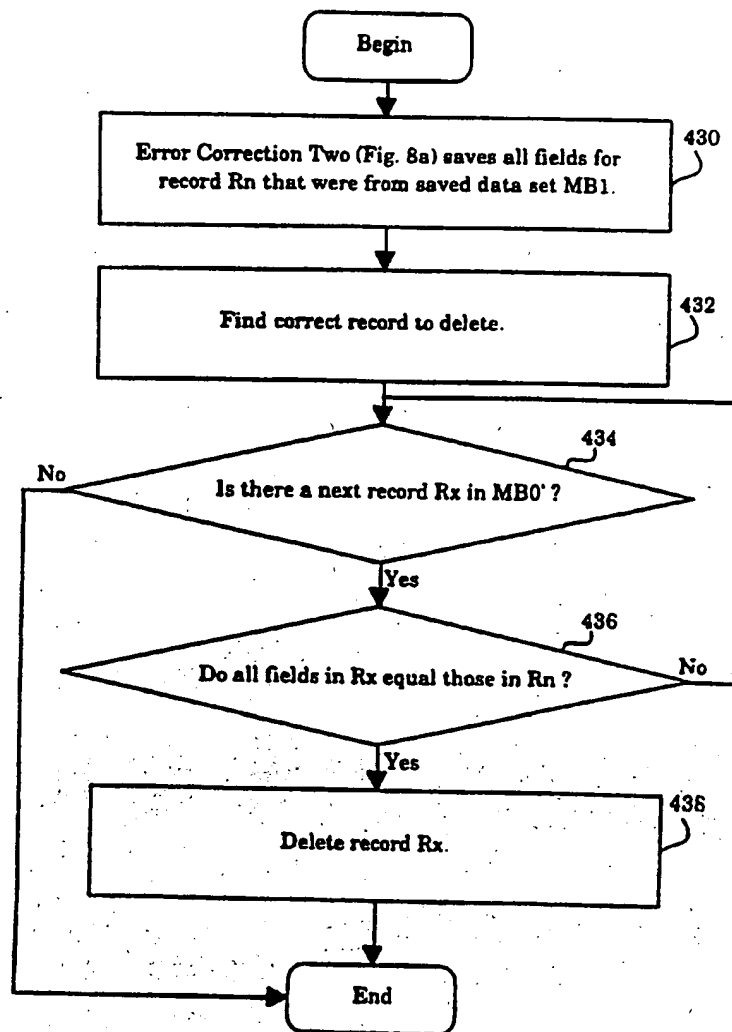 Begin
Error Correction Two (Fig. 8a) saves all fields for
record Rn that were from saved data set MB1.
430
Find correct record to delete.
432
434
No
Is there a next record Rx in MB0' ?
Yes
436
Do all fields in Rx equal those in Rn ?
No
Yes
438
Delete record Rx.
End